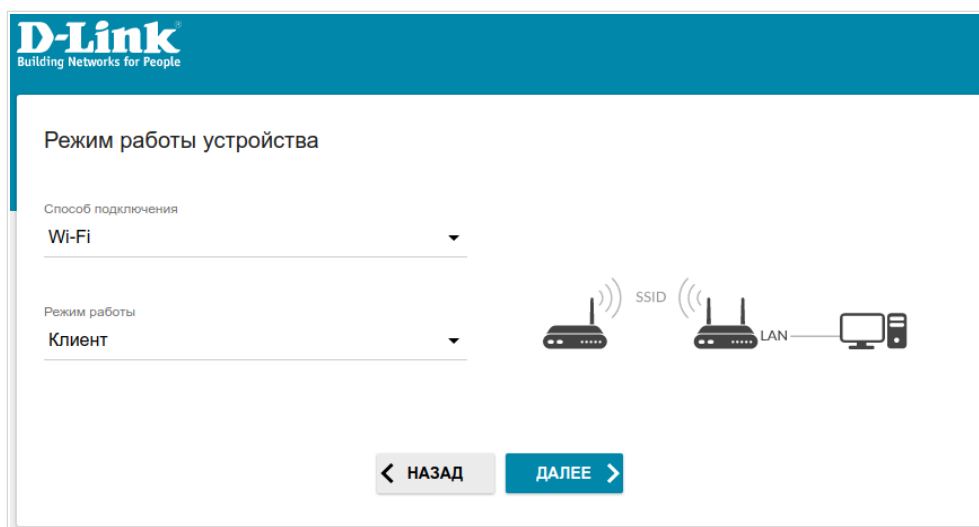 D-Link®
Building Networks for People
Режим работы устройства
Способ подключения
Wi-Fi
Режим работы
Клиент
SSID
LAN
НАЗАД
ДАЛЕЕ